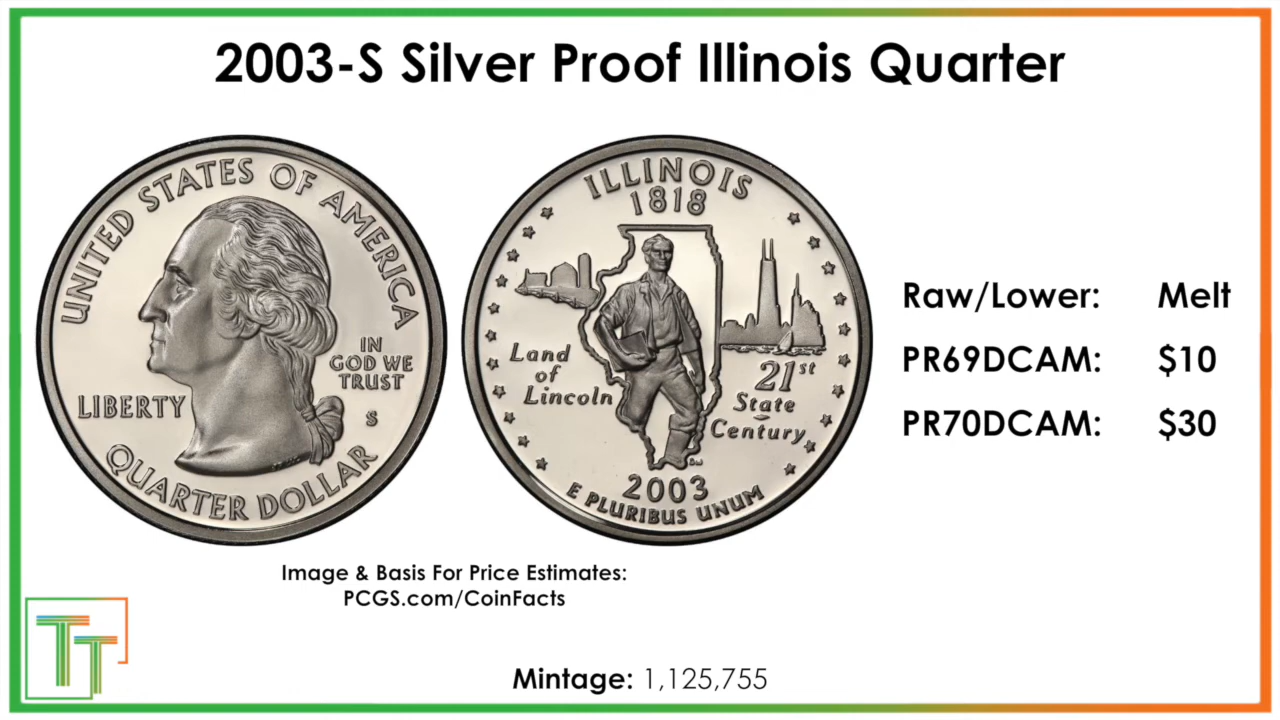 2003-S Silver Proof Illinois Quarter
UNITED STATES OF AMERICA
IN
GOD WE
TRUST
LIBERTY
S
QUARTER DOLLAR
ILLINOIS
1818
Land
of
Lincoln
21st
State
Century
2003
E PLURIBUS UNUM
Raw/Lower: Melt
PR69DCAM: $10
PR70DCAM: $30
Image & Basis For Price Estimates:
PCGS.com/CoinFacts
TT
Mintage: 1,125,755